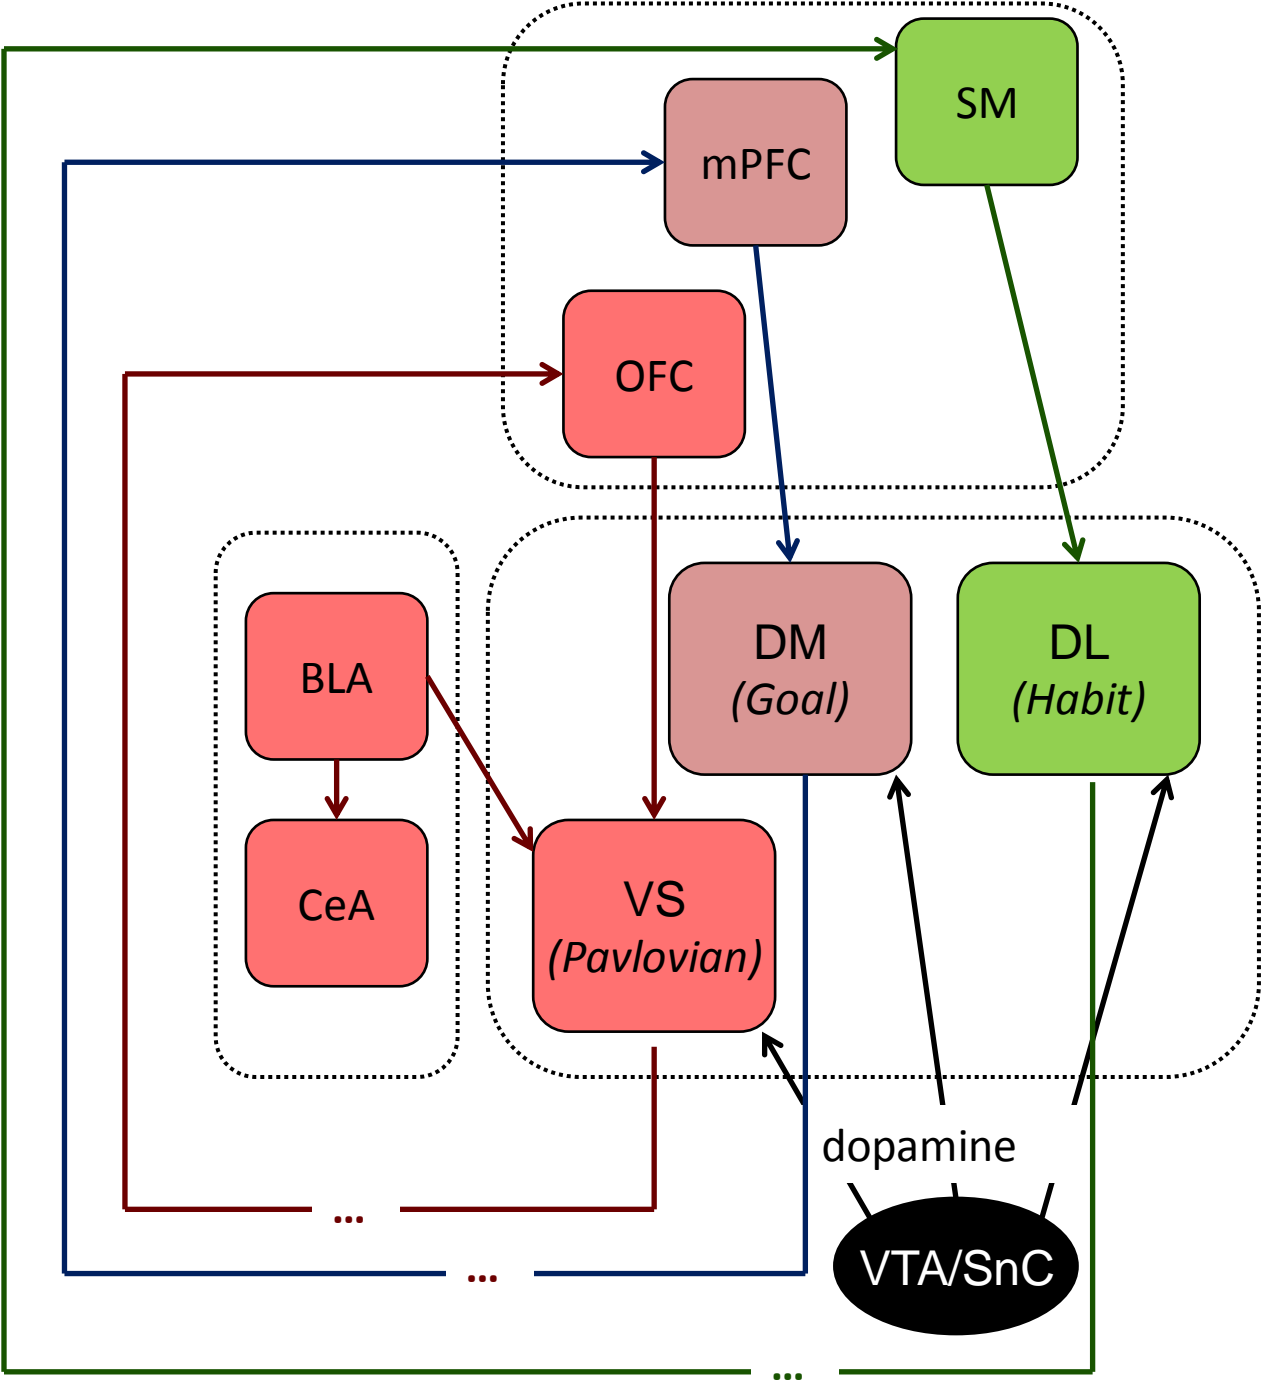 SM
mPFC
OFC
DM
(Goal)
DL
(Habit)
BLA
CeA
VS
(Pavlovian)
dopamine
...
VTA/SnC
...
...